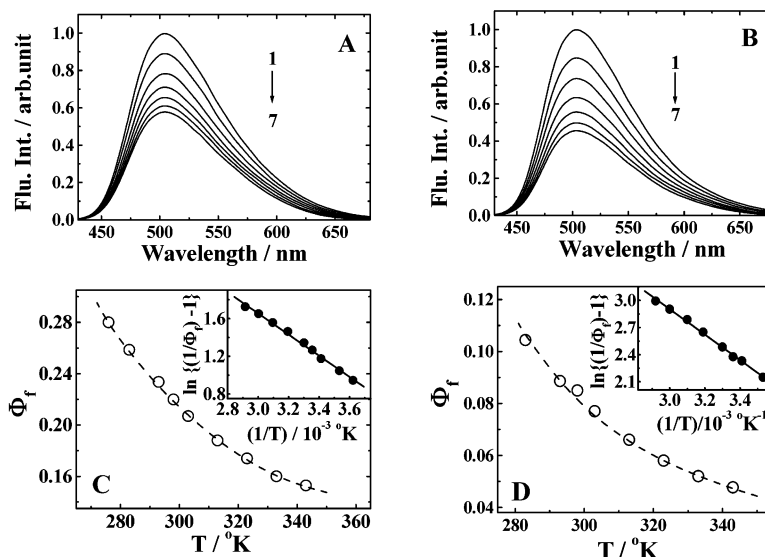 A
1
7
Flu. Int. / arb.unit
1.0
0.8
0.6
0.4
0.2
0.0
450 500 550 600 650
Wavelength / nm
B
1
7
Flu. Int. / arb.unit
1.0
0.8
0.6
0.4
0.2
0.0
450 500 550 600 650
Wavelength / nm
C
Φf
0.28
0.24
0.20
0.16
280 300 320 340 360
T / °K
ln {(1/Φf) -1}
1.6
1.2
0.8
2.8 3.0 3.2 3.4 3.6
(1/T) / 10-3 °K
D
Φf
0.12
0.10
0.08
0.06
0.04
280 300 320 340
T / °K
ln{(1/Φf)-1}
3.0
2.7
2.4
2.1
3.0 3.2 3.4
(1/T)/10-3 °K-1